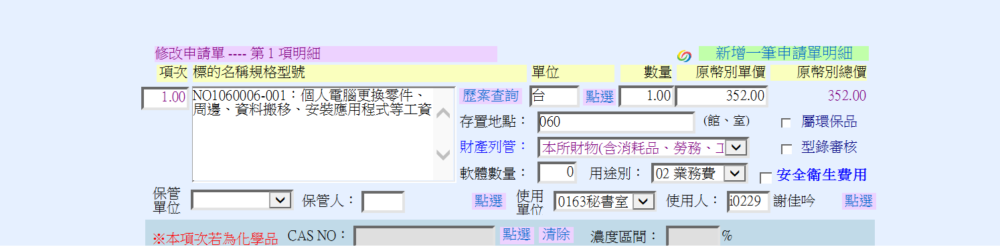 修改申請單 ---- 第 1 項明細
新增一筆申請單明細
項次 標的名稱規格型號 單位 數量 原幣別單價 原幣別總價
1.00 NO1060006-001：個人電腦更換零件、 歷案查詢 台 點選 1.00 352.00 352.00
周邊、資料搬移、安裝應用程式等工資
存置地點： 060 (館、室) 屬環保品
財產列管： 本所財物(含消耗品、勞務、工 型錄審核
軟體數量： 0 用途別： 02 業務費 安全衛生費用
保管單位 保管人： 點選 使用單位 0163秘書室 使用人： i0229 謝佳吟 點選
※本項次若為化學品 CAS NO： 點選 清除 濃度區間： %